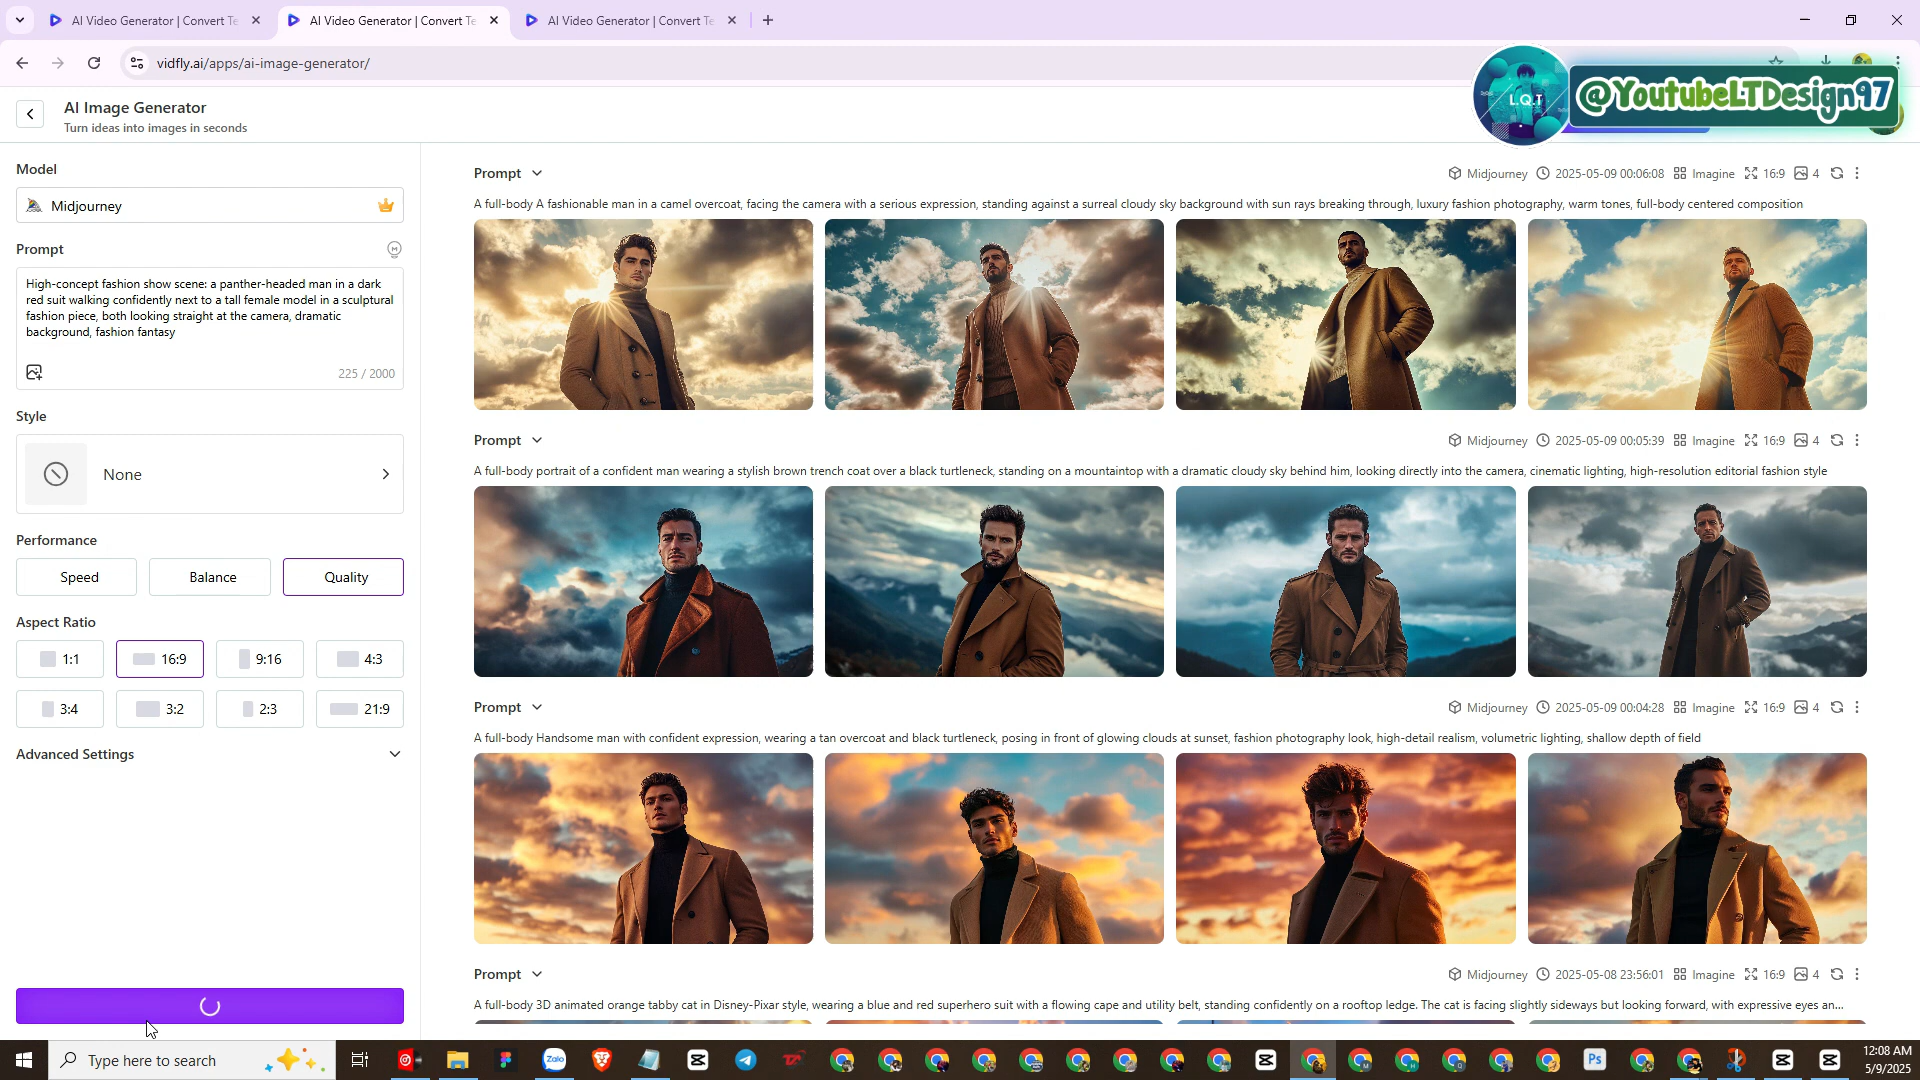 AI Video Generator | Convert Te
AI Video Generator | Convert Te
AI Video Generator | Convert Te
vidfly.ai/apps/ai-image-generator/
L.Q.T
@YoutubeLTDesign97
AI Image Generator
Turn ideas into images in seconds
Model
Midjourney
Prompt
High-concept fashion show scene: a panther-headed man in a dark
red suit walking confidently next to a tall female model in a sculptural
fashion piece, both looking straight at the camera, dramatic
background, fashion fantasy
225 / 2000
Style
None
Performance
Speed Balance Quality
Aspect Ratio
1:1 16:9 9:16 4:3
3:4 3:2 2:3 21:9
Advanced Settings
Prompt
Midjourney 2025-05-09 00:06:08 Imagine 16:9 4
A full-body A fashionable man in a camel overcoat, facing the camera with a serious expression, standing against a surreal cloudy sky background with sun rays breaking through, luxury fashion photography, warm tones, full-body centered composition
Prompt
Midjourney 2025-05-09 00:05:39 Imagine 16:9 4
A full-body portrait of a confident man wearing a stylish brown trench coat over a black turtleneck, standing on a mountaintop with a dramatic cloudy sky behind him, looking directly into the camera, cinematic lighting, high-resolution editorial fashion style
Prompt
Midjourney 2025-05-09 00:04:28 Imagine 16:9 4
A full-body Handsome man with confident expression, wearing a tan overcoat and black turtleneck, posing in front of glowing clouds at sunset, fashion photography look, high-detail realism, volumetric lighting, shallow depth of field
Prompt
Midjourney 2025-05-08 23:56:01 Imagine 16:9 4
A full-body 3D animated orange tabby cat in Disney-Pixar style, wearing a blue and red superhero suit with a flowing cape and utility belt, standing confidently on a rooftop ledge. The cat is facing slightly sideways but looking forward, with expressive eyes an...
Type here to search
Zalo
Ps
12:08 AM
5/9/2025